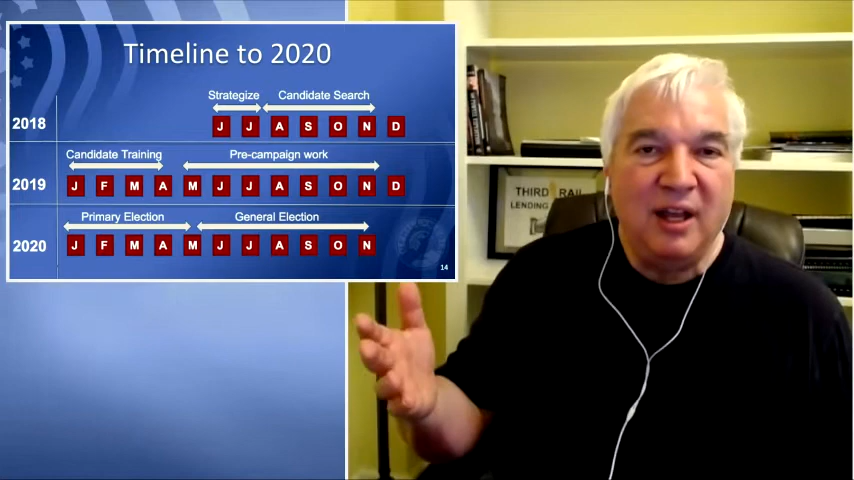 Timeline to 2020
Strategize Candidate Search
2018 J J A S O N D
Candidate Training Pre-campaign work
2019 J F M A M J J A S O N D
Primary Election General Election
2020 J F M A M J J A S O N
14
THIRD RAIL
LENDING